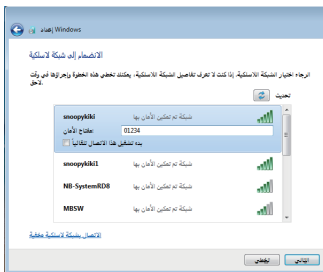 إعداد Windows
الانضمام إلى شبكة لاسلكية
الرجاء اختيار الشبكة اللاسلكية. إذا كنت لا تعرف تفاصيل الشبكة اللاسلكية، يمكنك تخطي هذه الخطوة وإجراؤها في وقت
لاحق.
تحديث
snoopykiki شبكة تم تمكين الأمان بها
مفتاح الأمان: 01234
بدء تشغيل هذا الاتصال تلقائياً
snoopykiki1 شبكة تم تمكين الأمان بها
NB-SystemRD8 شبكة تم تمكين الأمان بها
MBSW شبكة تم تمكين الأمان بها
الاتصال بشبكة لاسلكية مخفية
التالي تخطي